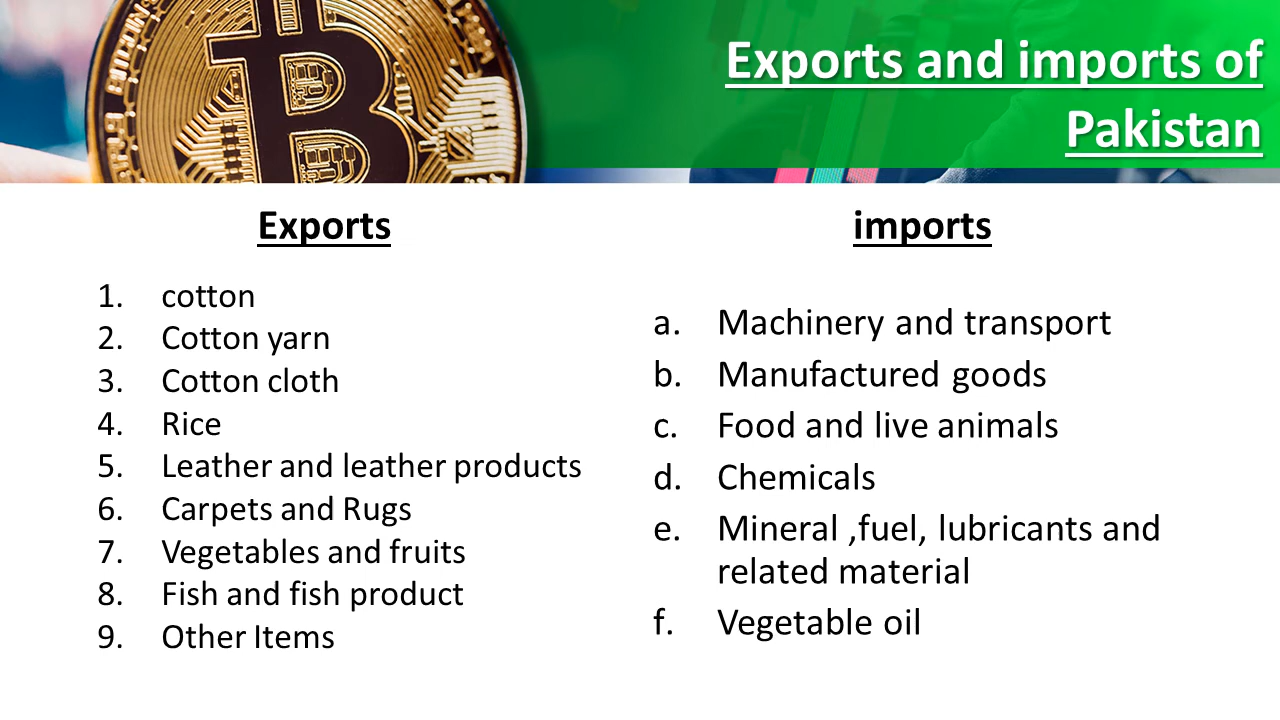 Exports and imports of
Pakistan
Exports
1. cotton
2. Cotton yarn
3. Cotton cloth
4. Rice
5. Leather and leather products
6. Carpets and Rugs
7. Vegetables and fruits
8. Fish and fish product
9. Other Items
imports
a. Machinery and transport
b. Manufactured goods
c. Food and live animals
d. Chemicals
e. Mineral ,fuel, lubricants and
related material
f. Vegetable oil